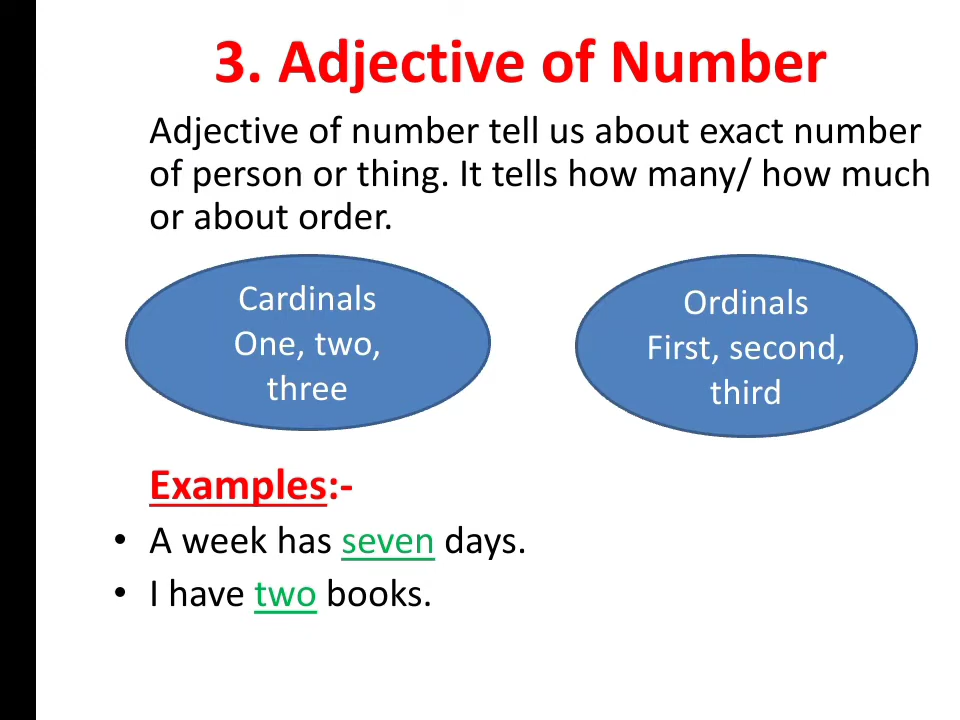 3. Adjective of Number
Adjective of number tell us about exact number
of person or thing. It tells how many/ how much
or about order.
Cardinals
One, two,
three
Ordinals
First, second,
third
Examples:-
• A week has seven days.
• I have two books.